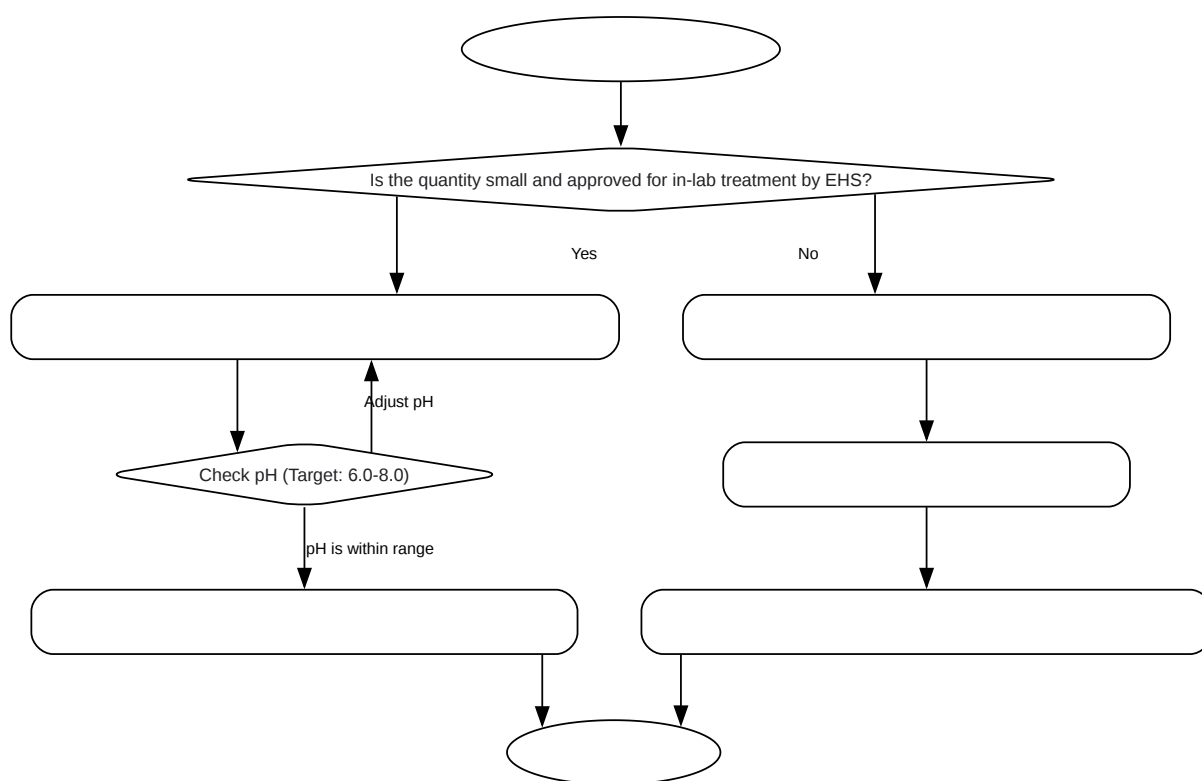 Is the quantity small and approved for in-lab treatment by EHS?
Yes
No
Adjust pH
Check pH (Target: 6.0-8.0)
pH is within range